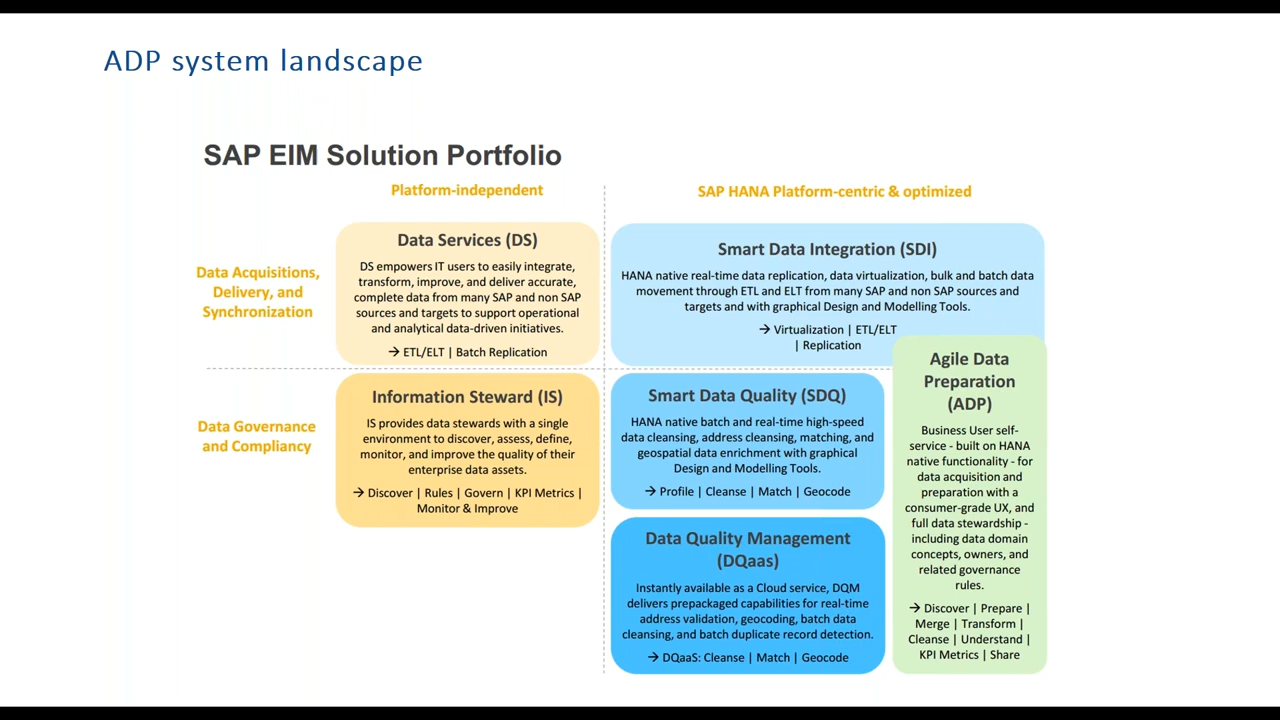 ADP system landscape
SAP EIM Solution Portfolio
Platform-independent
SAP HANA Platform-centric & optimized
Data Acquisitions,
Delivery, and
Synchronization
Data Services (DS)
DS empowers IT users to easily integrate,
transform, improve, and deliver accurate,
complete data from many SAP and non SAP
sources and targets to support operational
and analytical data-driven initiatives.
→ ETL/ELT | Batch Replication
Smart Data Integration (SDI)
HANA native real-time data replication, data virtualization, bulk and batch data
movement through ETL and ELT from many SAP and non SAP sources and
targets and with graphical Design and Modelling Tools.
→ Virtualization | ETL/ELT
| Replication
Data Governance
and Compliancy
Information Steward (IS)
IS provides data stewards with a single
environment to discover, assess, define,
monitor, and improve the quality of their
enterprise data assets.
→ Discover | Rules | Govern | KPI Metrics |
Monitor & Improve
Smart Data Quality (SDQ)
HANA native batch and real-time high-speed
data cleansing, address cleansing, matching, and
geospatial data enrichment with graphical
Design and Modelling Tools.
→ Profile | Cleanse | Match | Geocode
Data Quality Management
(DQaas)
Instantly available as a Cloud service, DQM
delivers prepackaged capabilities for real-time
address validation, geocoding, batch data
cleansing, and batch duplicate record detection.
→ DQaaS: Cleanse | Match | Geocode
Agile Data
Preparation
(ADP)
Business User self-
service - built on HANA
native functionality - for
data acquisition and
preparation with a
consumer-grade UX, and
full data stewardship -
including data domain
concepts, owners, and
related governance
rules.
→ Discover | Prepare |
Merge | Transform |
Cleanse | Understand |
KPI Metrics | Share